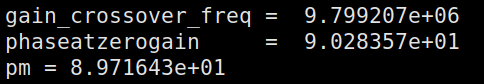 gain_crossover_freq =  9.799207e+06
phaseatzerogain     =  9.028357e+01
pm = 8.971643e+01